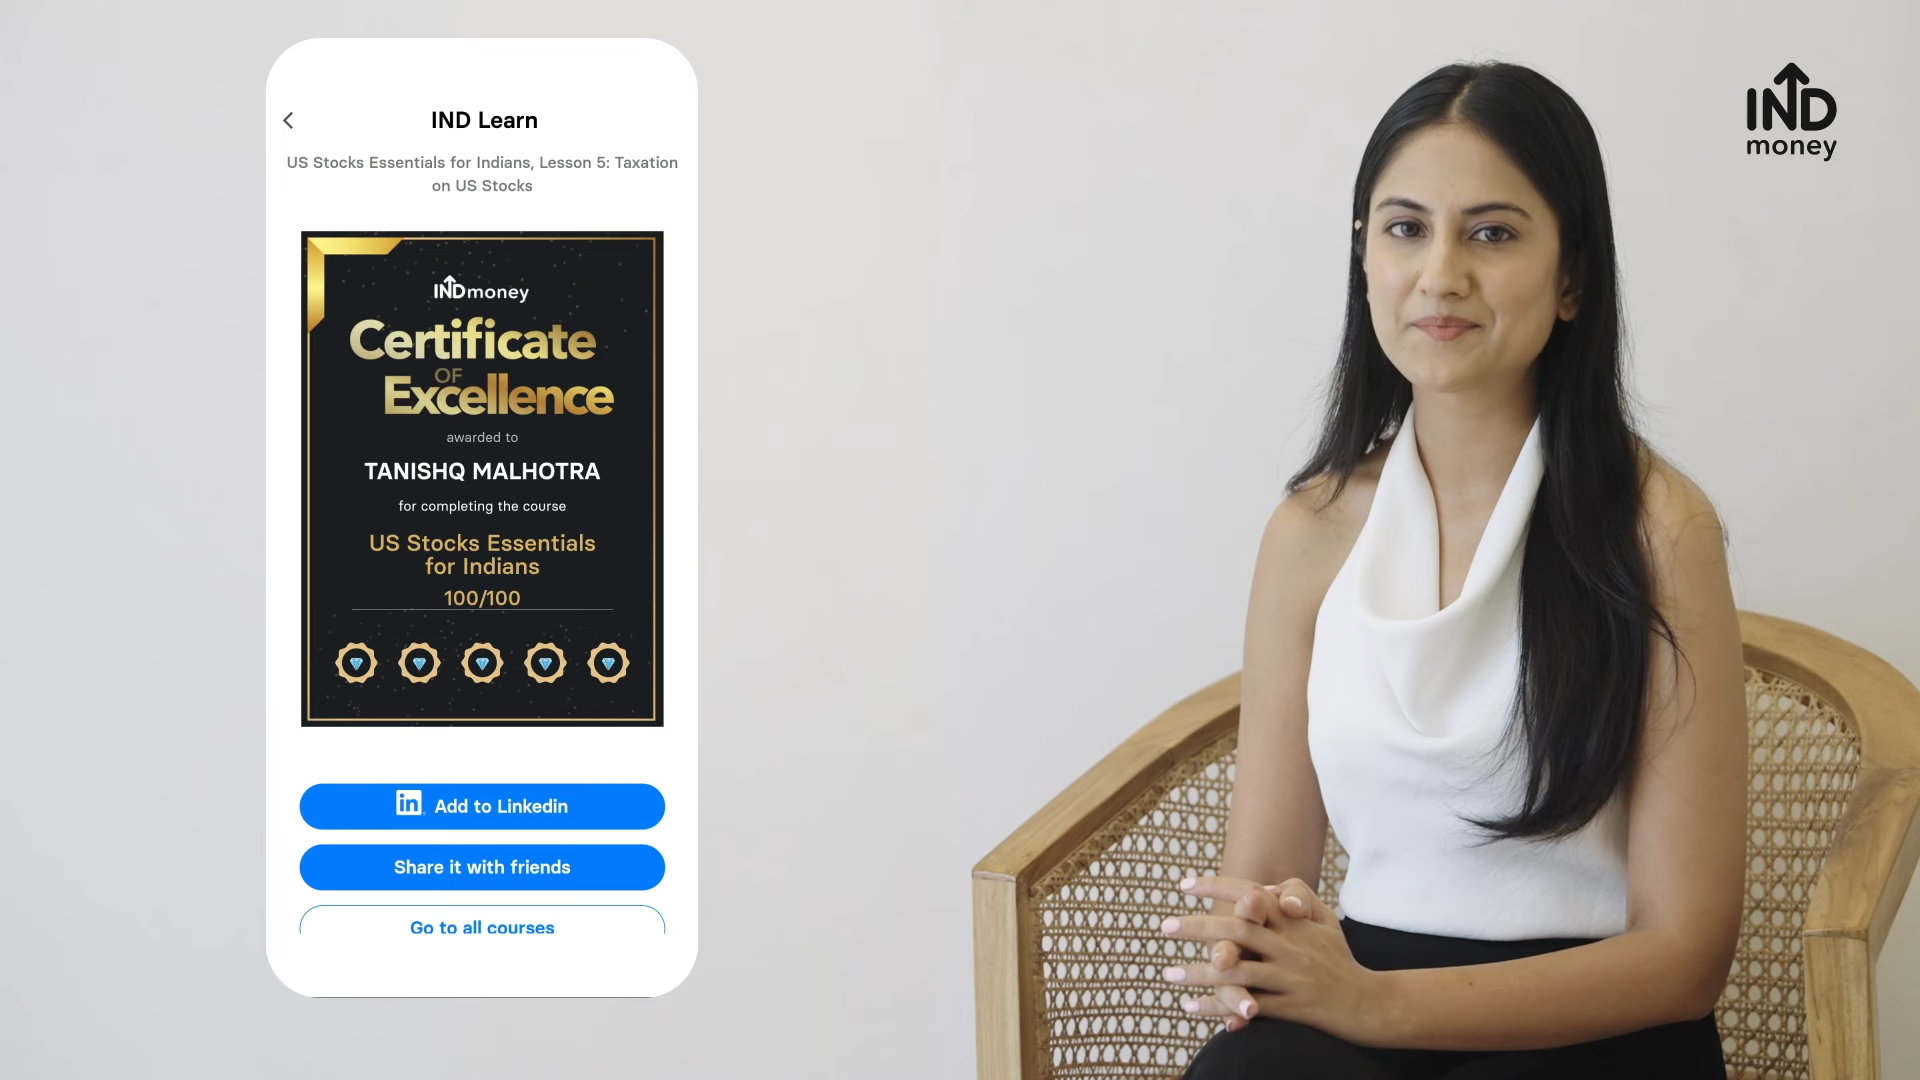 IND Learn
US Stocks Essentials for Indians, Lesson 5: Taxation
on US Stocks
INDmoney
Certificate
OF
Excellence
awarded to
TANISHQ MALHOTRA
for completing the course
US Stocks Essentials
for Indians
100/100
in Add to Linkedin
Share it with friends
Go to all courses
IND
money